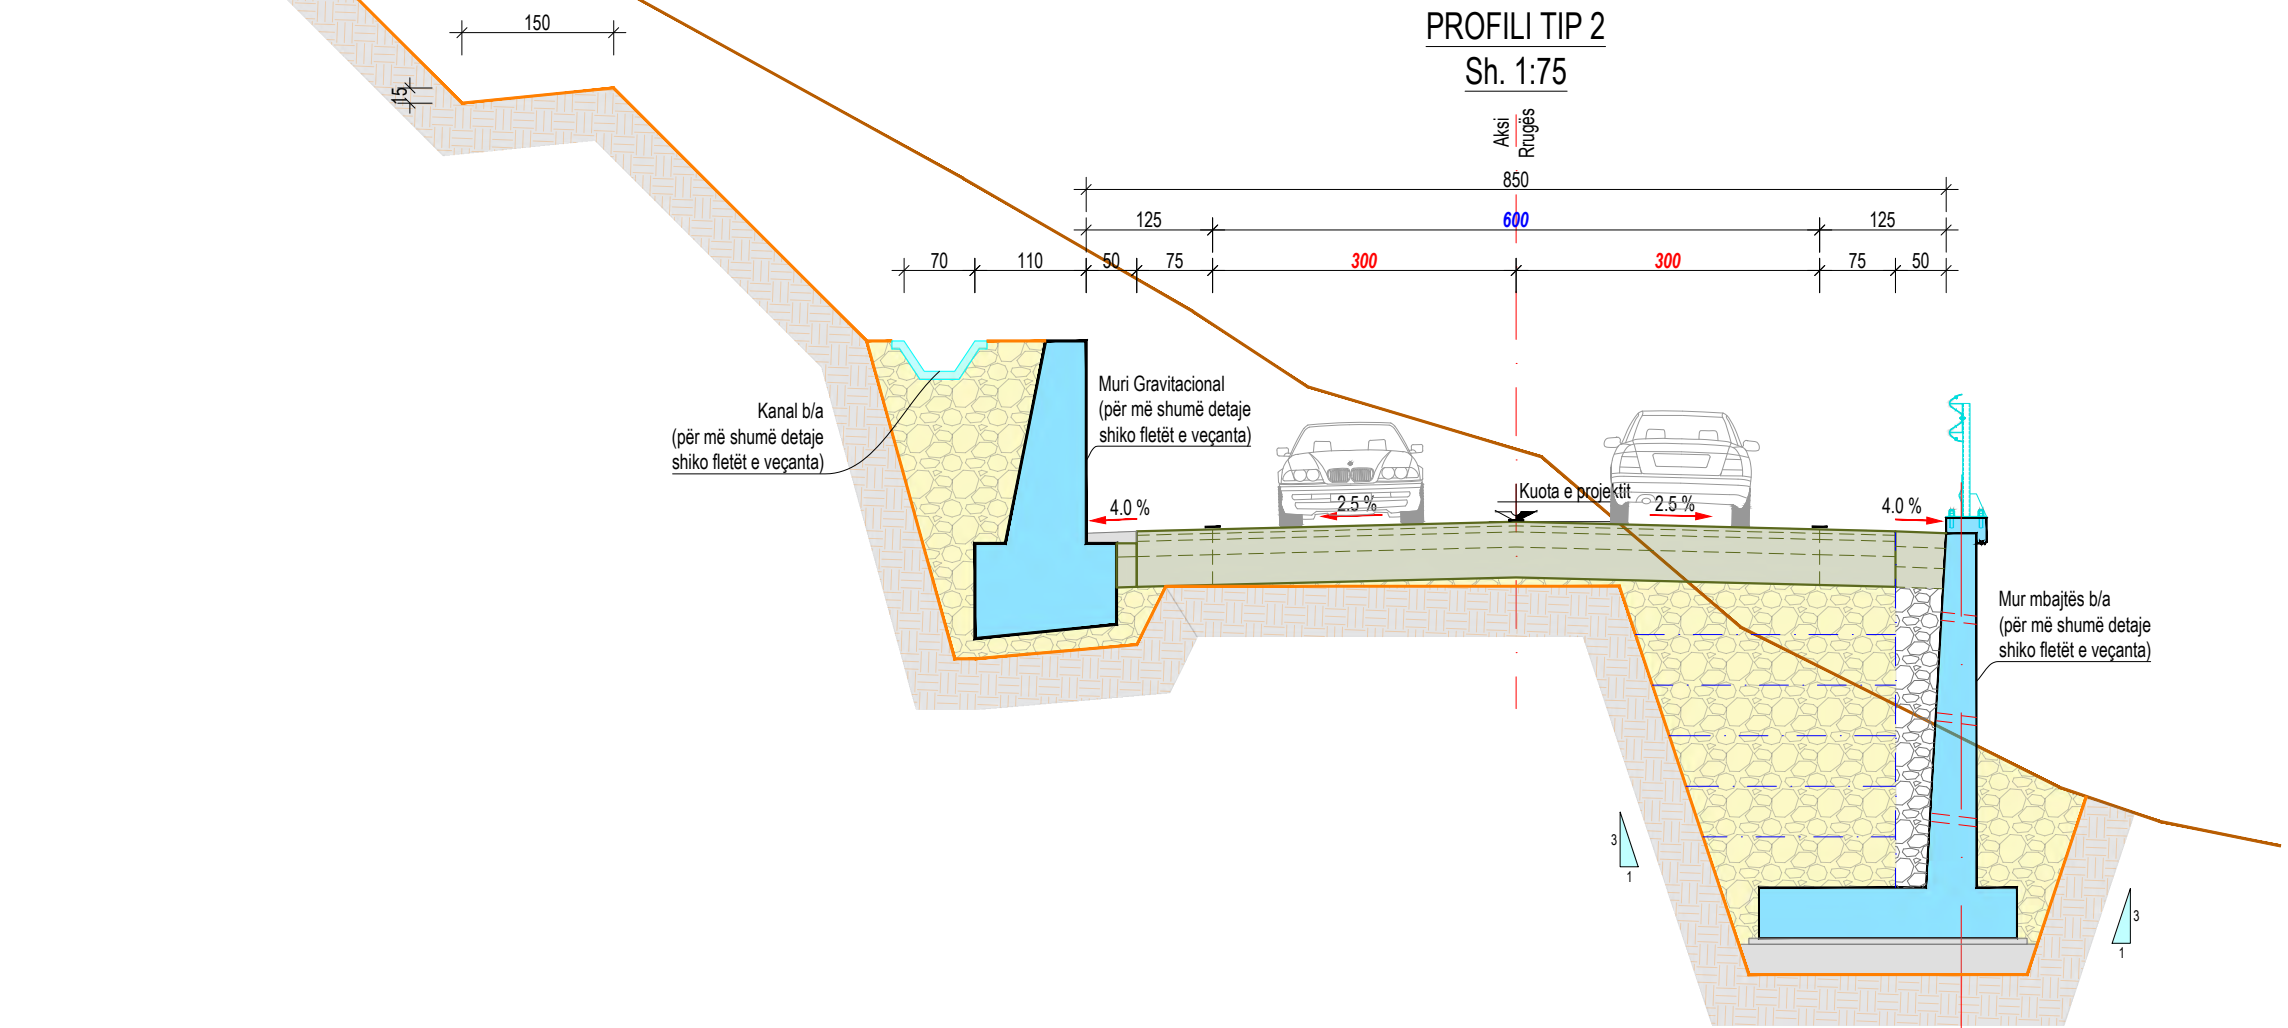 PROFILI TIP 2
Sh. 1:75
150
15
Aksi
Rrugës
850
125
600
125
70
110
50
75
300
300
75
50
Kanal b/a
(për më shumë detaje
shiko fletët e veçanta)
Muri Gravitacional
(për më shumë detaje
shiko fletët e veçanta)
4.0 %
2.5 %
Kuota e projektit
2.5 %
4.0 %
Mur mbajtës b/a
(për më shumë detaje
shiko fletët e veçanta)
3
1
3
1